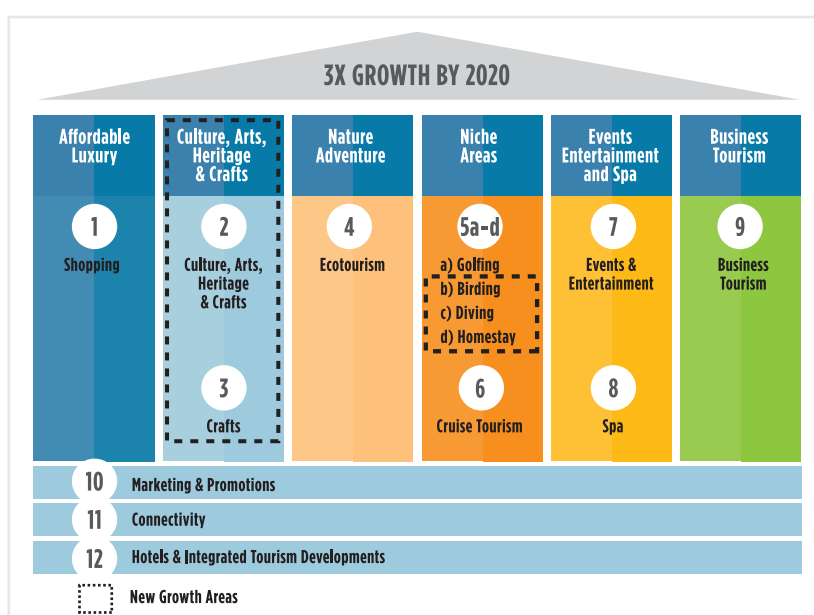 3X GROWTH BY 2020
Affordable
Luxury
1
Shopping
Culture, Arts,
Heritage
& Crafts
2
Culture, Arts,
Heritage
& Crafts
3
Crafts
Nature
Adventure
4
Ecotourism
Niche
Areas
5a-d
a) Golfing
b) Birding
c) Diving
d) Homestay
6
Cruise Tourism
Events
Entertainment
and Spa
7
Events &
Entertainment
8
Spa
Business
Tourism
9
Business
Tourism
10 Marketing & Promotions
11 Connectivity
12 Hotels & Integrated Tourism Developments
New Growth Areas